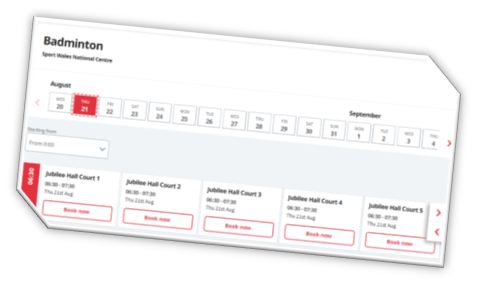 Badminton
Sport Wales National Centre
August
September
WED THU FRI SAT SUN MON TUE WED THU FRI SAT SUN MON TUE WED THU
20 21 22 23 24 25 26 27 28 29 30 31 1 2 3 4
Starting from
From 0:00
06:30
Jubilee Hall Court 1 Jubilee Hall Court 2 Jubilee Hall Court 3 Jubilee Hall Court 4 Jubilee Hall Court 5
06:30 - 07:30 06:30 - 07:30 06:30 - 07:30 06:30 - 07:30 06:30 - 07:30
Thu 21st Aug Thu 21st Aug Thu 21st Aug Thu 21st Aug Thu 21st Aug
Book now Book now Book now Book now Book now